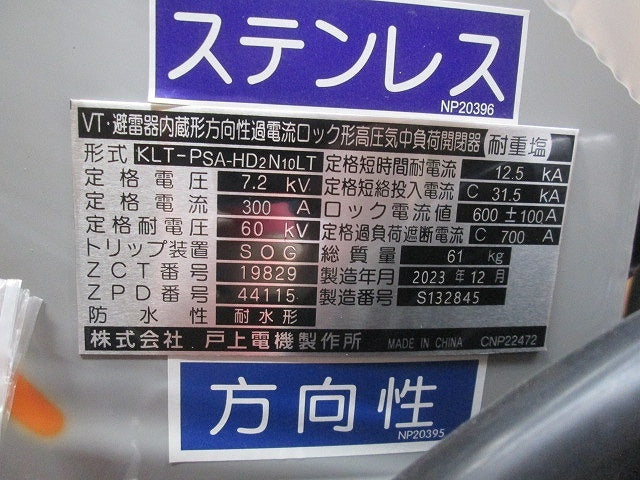 ステンレス
NP20396
VT・避雷器内蔵形方向性過電流ロック形高圧気中負荷開閉器 耐重塩
形式 KLT-PSA-HD2N10LT
定格電圧 7.2 kV
定格電流 300 A
定格耐電圧 60 kV
トリップ装置 SOG
ZCT番号 19829
ZPD番号 44115
防水性 耐水形
定格短時間耐電流 12.5 kA
定格短絡投入電流 C 31.5 kA
ロック電流値 600±100A
定格過負荷遮断電流 C 700 A
総質量 61 kg
製造年月 2023年12月
製造番号 S132845
株式会社 戸上電機製作所 MADE IN CHINA CNP22472
方向性
NP20395